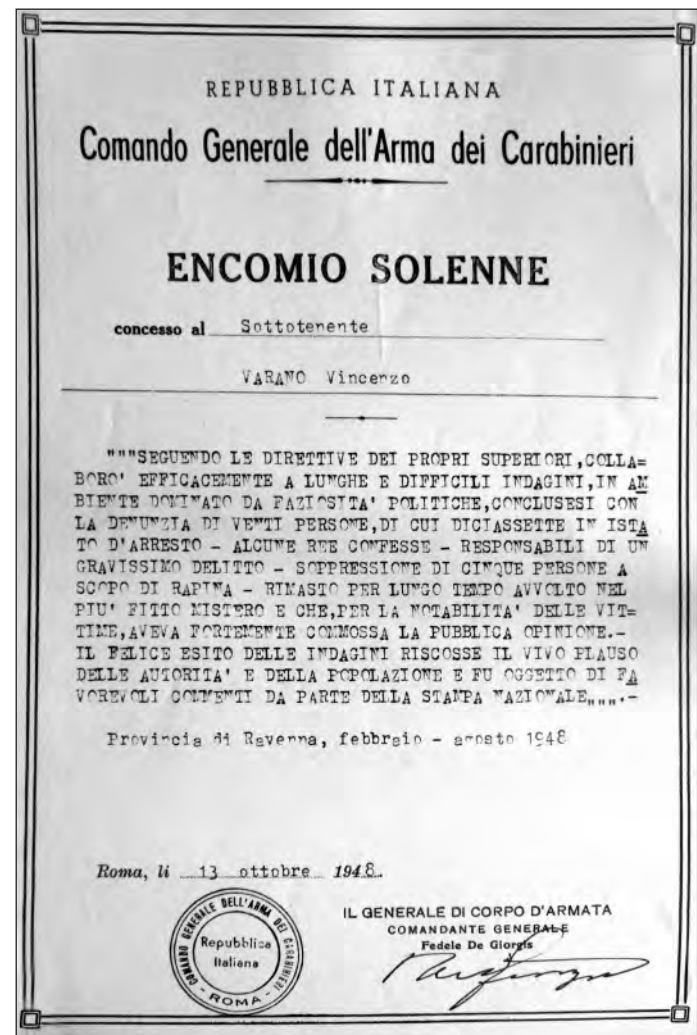 REPUBBLICA ITALIANA
Comando Generale dell'Arma dei Carabinieri
ENCOMIO SOLENNE
concesso al Sottotenente
VARANO Vincenzo
"""SEGUENDO LE DIRETTIVE DEI PROPRI SUPERIORI,COLLA=
BORO' EFFICACEMENTE A LUNGHE E DIFFICILI INDAGINI,IN AM
BIENTE DOMINATO DA FAZIOSITA' POLITICHE,CONCLUSESI CON
LA DENUNZIA DI VENTI PERSONE,DI CUI DICIASSETTE IN ISTA
TO D'ARRESTO - ALCUNE REE CONFESSE - RESPONSABILI DI UN
GRAVISSIMO DELITTO - SOPPRESSIONE DI CINQUE PERSONE A
SCOPO DI RAPINA - RIMASTO PER LUNGO TEMPO AVVOLTO NEL
PIU' FITTO MISTERO E CHE,PER LA NOTABILITA' DELLE VIT=
TIME,AVEVA FORTEMENTE COMMOSSA LA PUBBLICA OPINIONE.-
IL FELICE ESITO DELLE INDAGINI RISCOSSE IL VIVO PLAUSO
DELLE AUTORITA' E DELLA POPOLAZIONE E FU OGGETTO DI FA
VOREVOLI COMMENTI DA PARTE DELLA STAMPA NAZIONALE„„„.-
Provincia di Ravenna, febbraio - agosto 1948
Roma, li 13 ottobre 1948.
COMANDO GENERALE DELL'ARMA DEI CARABINIERI
Repubblica
Italiana
- ROMA -
IL GENERALE DI CORPO D'ARMATA
COMANDANTE GENERALE
Fedele De Giorgis